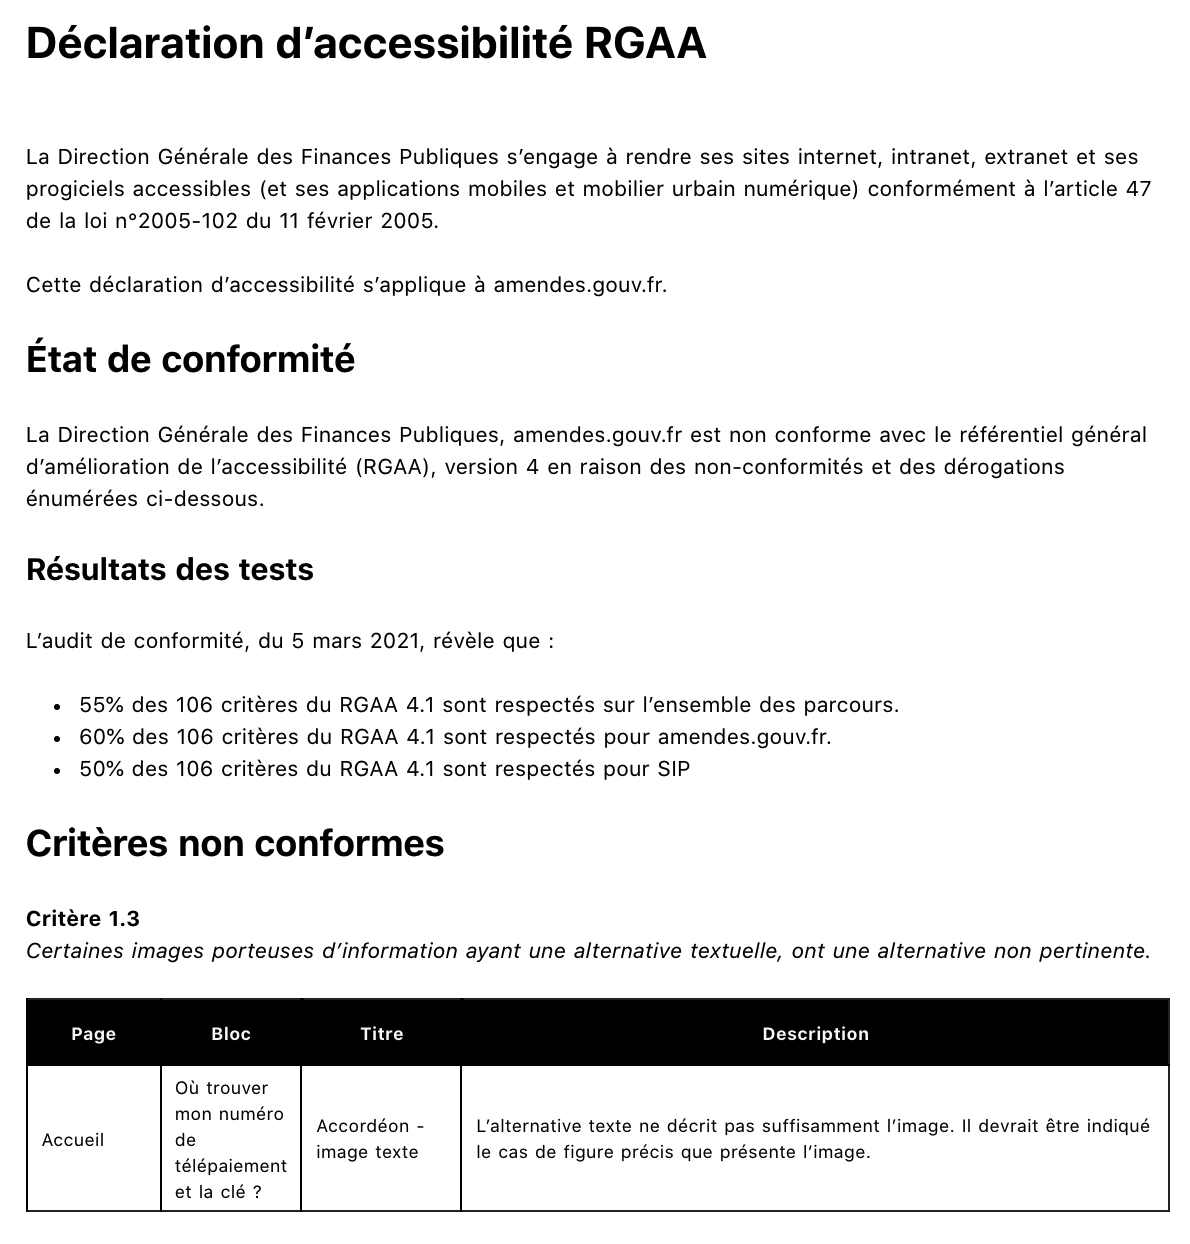 Déclaration d’accessibilité RGAA
La Direction Générale des Finances Publiques s’engage à rendre ses sites internet, intranet, extranet et ses
progiciels accessibles (et ses applications mobiles et mobilier urbain numérique) conformément à l’article 47
de la loi n°2005-102 du 11 février 2005.
Cette déclaration d’accessibilité s’applique à amendes.gouv.fr.
État de conformité
La Direction Générale des Finances Publiques, amendes.gouv.fr est non conforme avec le référentiel général
d’amélioration de l’accessibilité (RGAA), version 4 en raison des non-conformités et des dérogations
énumérées ci-dessous.
Résultats des tests
L’audit de conformité, du 5 mars 2021, révèle que :
• 55% des 106 critères du RGAA 4.1 sont respectés sur l’ensemble des parcours.
• 60% des 106 critères du RGAA 4.1 sont respectés pour amendes.gouv.fr.
• 50% des 106 critères du RGAA 4.1 sont respectés pour SIP
Critères non conformes
Critère 1.3
Certaines images porteuses d’information ayant une alternative textuelle, ont une alternative non pertinente.
Page Bloc Titre Description
Accueil
Où trouver
mon numéro
de
télépaiement
et la clé ?
Accordéon -
image texte
L’alternative texte ne décrit pas suffisamment l’image. Il devrait être indiqué
le cas de figure précis que présente l’image.